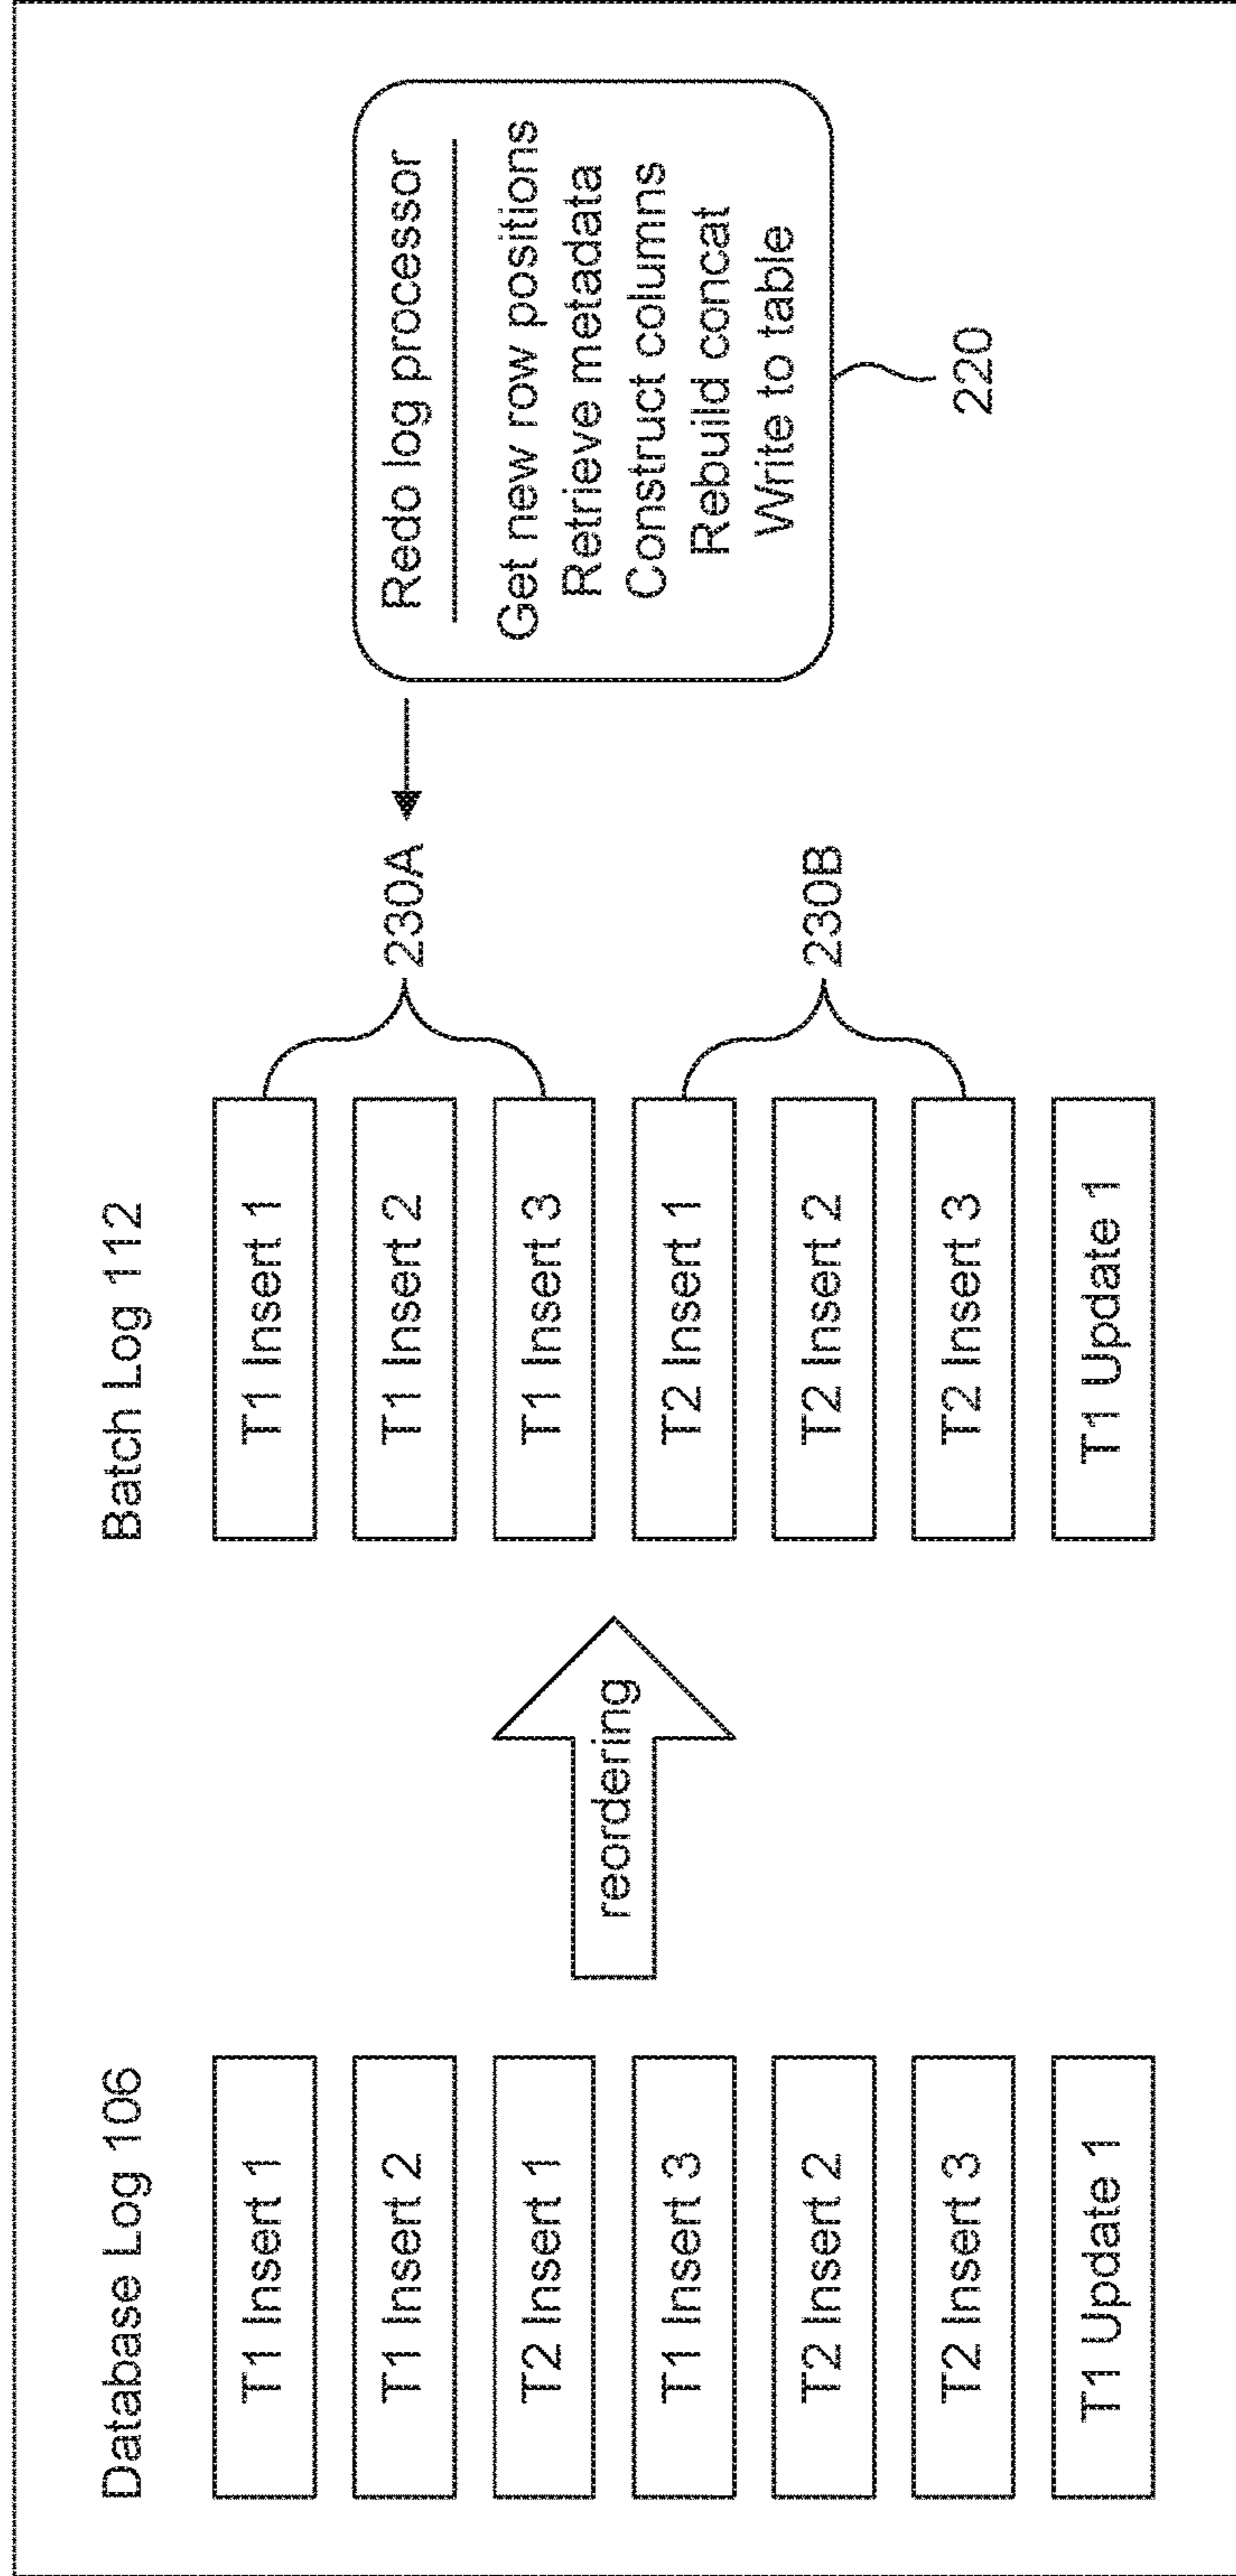 Database Log 106
T1 Insert 1
T1 Insert 2
T2 Insert 1
T1 Insert 3
T2 Insert 2
T2 Insert 3
T1 Update 1
reordering
Batch Log 112
T1 Insert 1
T1 Insert 2
T1 Insert 3
T2 Insert 1
T2 Insert 2
T2 Insert 3
T1 Update 1
230A
230B
Redo log processor
Get new row positions
Retrieve metadata
Construct columns
Rebuild concat
Write to table
220